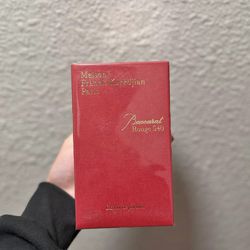 Maison
Francis Kurkdjian
Paris
Baccarat
Rouge 540